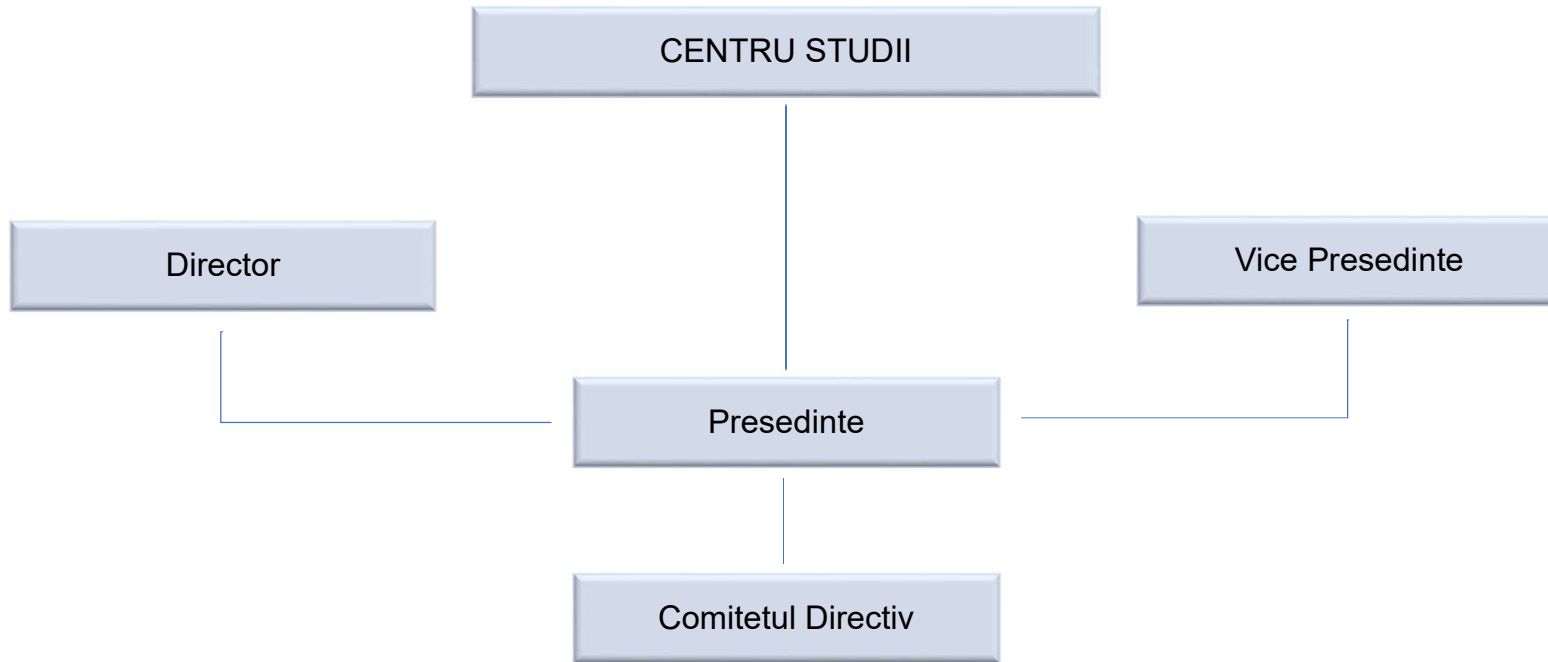 CENTRU STUDII
Director
Vice Presedinte
Presedinte
Comitetul Directiv